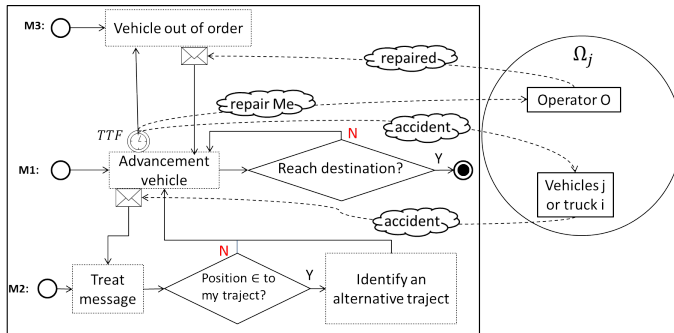 M3:
Vehicle out of order
repaired
Ω_j
Operator O
repair Me
TTF
accident
N
M1:
Advancement
vehicle
Reach destination?
Y
Vehicles j
or truck i
accident
N
M2:
Treat
message
Position ∈ to
my traject?
Y
Identify an
alternative traject